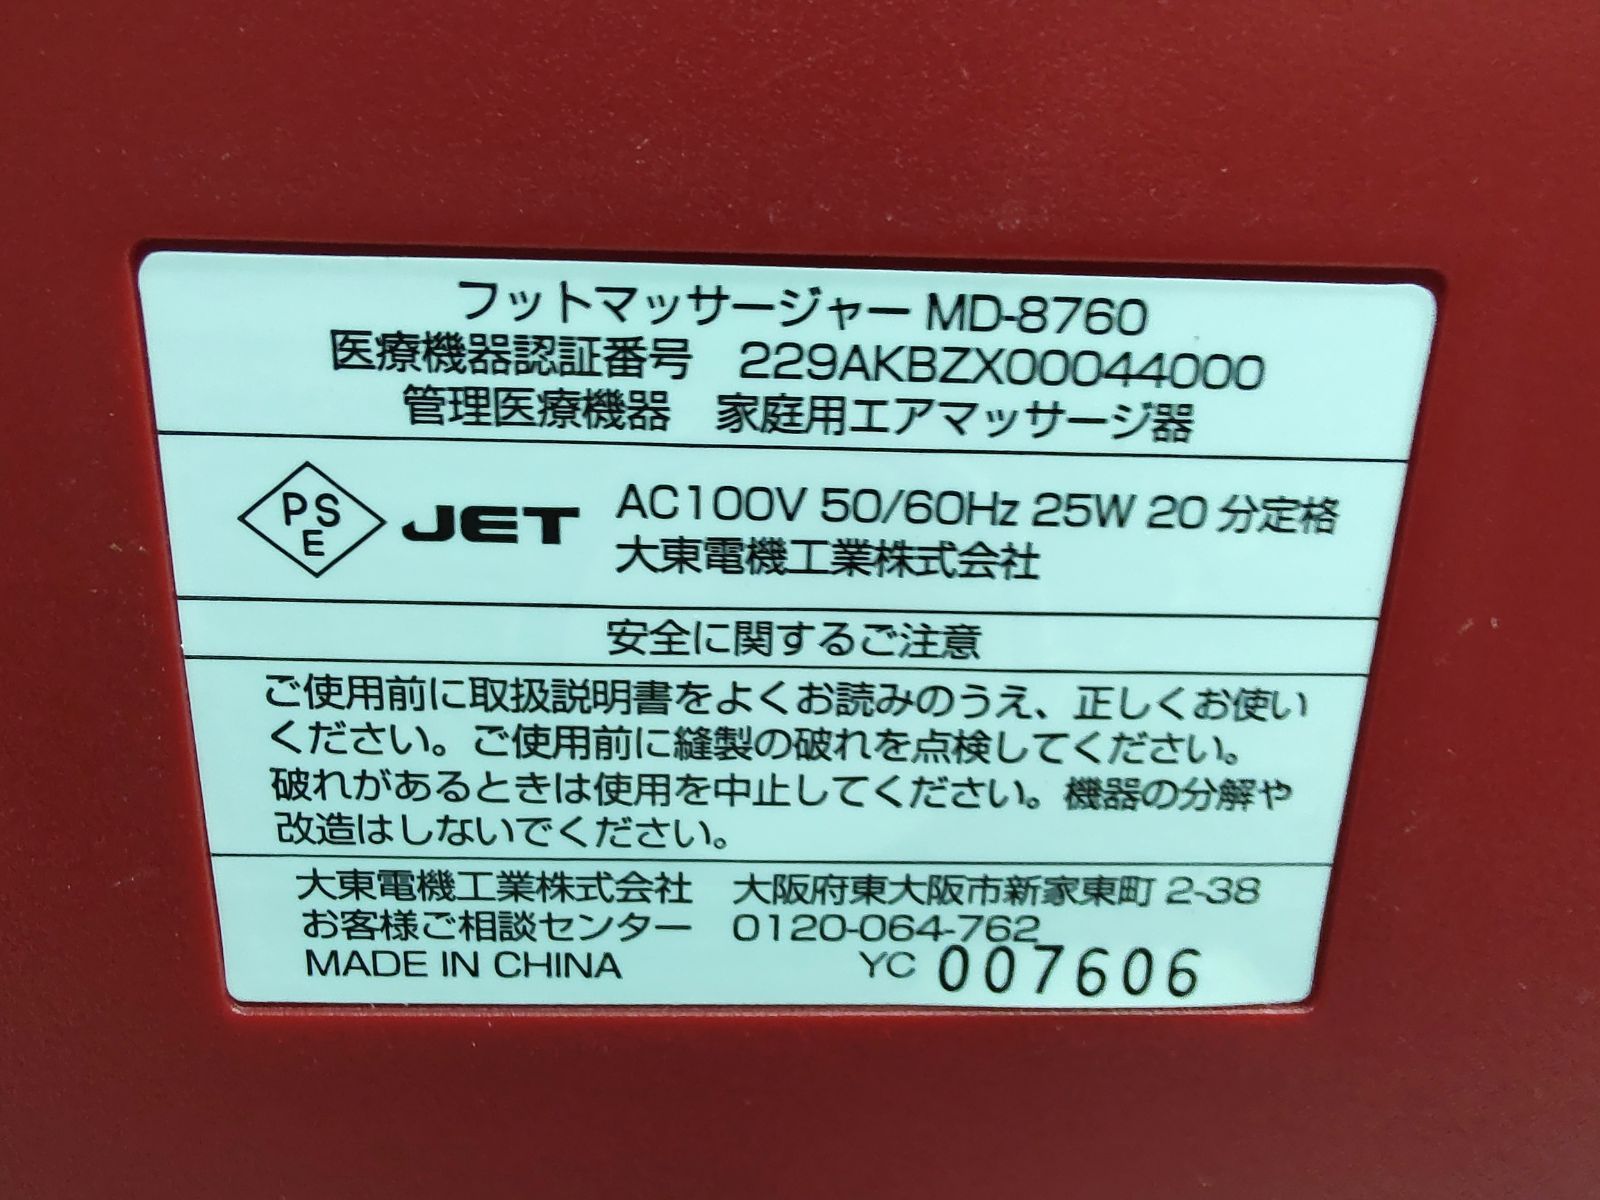 フットマッサージャー MD-8760
医療機器認証番号 229AKBZX00044000
管理医療機器 家庭用エアマッサージ器
PSE JET AC100V 50/60Hz 25W 20 分定格
大東電機工業株式会社
安全に関するご注意
ご使用前に取扱説明書をよくお読みのうえ、正しくお使い
ください。ご使用前に縫製の破れを点検してください。
破れがあるときは使用を中止してください。機器の分解や
改造はしないでください。
大東電機工業株式会社 大阪府東大阪市新家東町 2-38
お客様ご相談センター 0120-064-762
MADE IN CHINA YC 007606